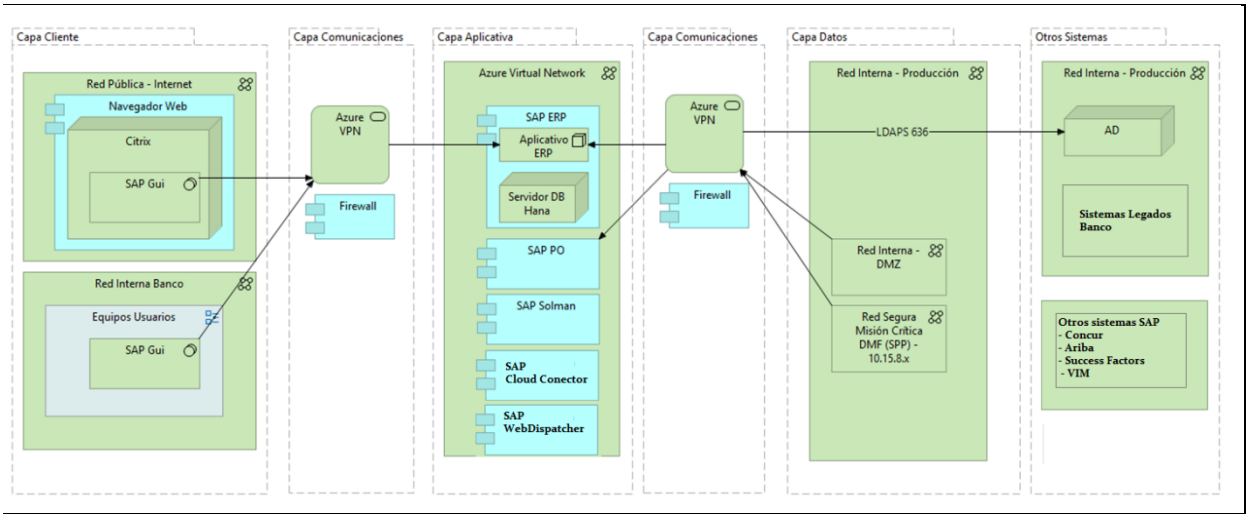 Capa Cliente
Red Pública - Internet
Navegador Web
Citrix
SAP Gui
Red Interna Banco
Equipos Usuarios
SAP Gui
Capa Comunicaciones
Azure
VPN
Firewall
Capa Aplicativa
Azure Virtual Network
SAP ERP
Aplicativo
ERP
Servidor DB
Hana
SAP PO
SAP Solman
SAP
Cloud Conector
SAP
WebDispatcher
Capa Comunicaciones
Azure
VPN
Firewall
Capa Datos
Red Interna - Producción
LDAPS 636
Red Interna -
DMZ
Red Segura
Misión Crítica
DMF (SPP) -
10.15.8.x
Otros Sistemas
Red Interna - Producción
AD
Sistemas Legados
Banco
Otros sistemas SAP
- Concur
- Ariba
- Success Factors
- VIM